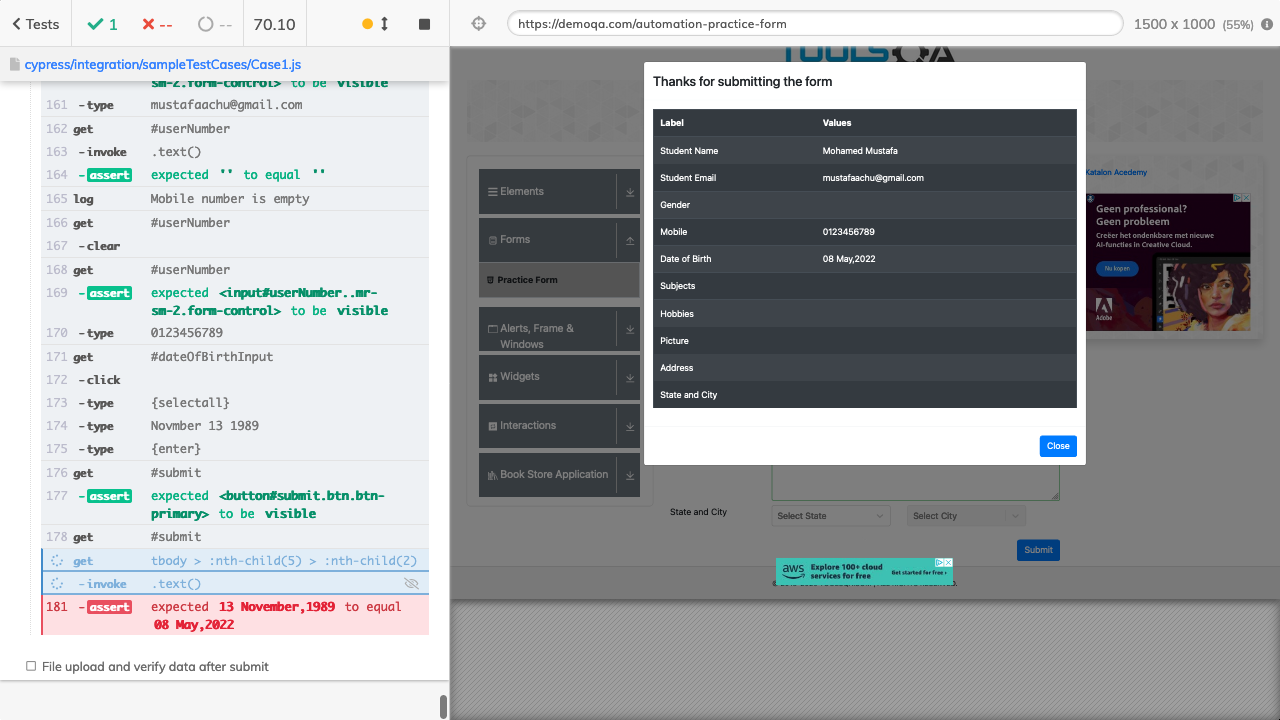 Tests
1
--
--
70.10
https://demoqa.com/automation-practice-form
1500 x 1000 (55%)
cypress/integration/sampleTestCases/Case1.js
sm-2.form-control> to be visible
161 -type mustafaachu@gmail.com
162 get #userNumber
163 -invoke .text()
164 -assert expected '' to equal ''
165 log Mobile number is empty
166 get #userNumber
167 -clear
168 get #userNumber
169 -assert expected <input#userNumber..mr-
sm-2.form-control> to be visible
170 -type 0123456789
171 get #dateOfBirthInput
172 -click
173 -type {selectall}
174 -type Novmber 13 1989
175 -type {enter}
176 get #submit
177 -assert expected <button#submit.btn.btn-
primary> to be visible
178 get #submit
get tbody > :nth-child(5) > :nth-child(2)
-invoke .text()
181 -assert expected 13 November,1989 to equal
08 May,2022
File upload and verify data after submit
TOOLSQA
Elements
Forms
Practice Form
Alerts, Frame &
Windows
Widgets
Interactions
Book Store Application
Thanks for submitting the form
Label Values
Student Name Mohamed Mustafa
Student Email mustafaachu@gmail.com
Gender
Mobile 0123456789
Date of Birth 08 May,2022
Subjects
Hobbies
Picture
Address
State and City
Close
State and City Select State Select City
Submit
Katalon Acedemy
Geen professional?
Geen probleem
Creëer het ondenkbare met nieuwe
AI-functies in Creative Cloud.
Nu kopen
Adobe
aws Explore 100+ cloud
services for free
Get started for free ›